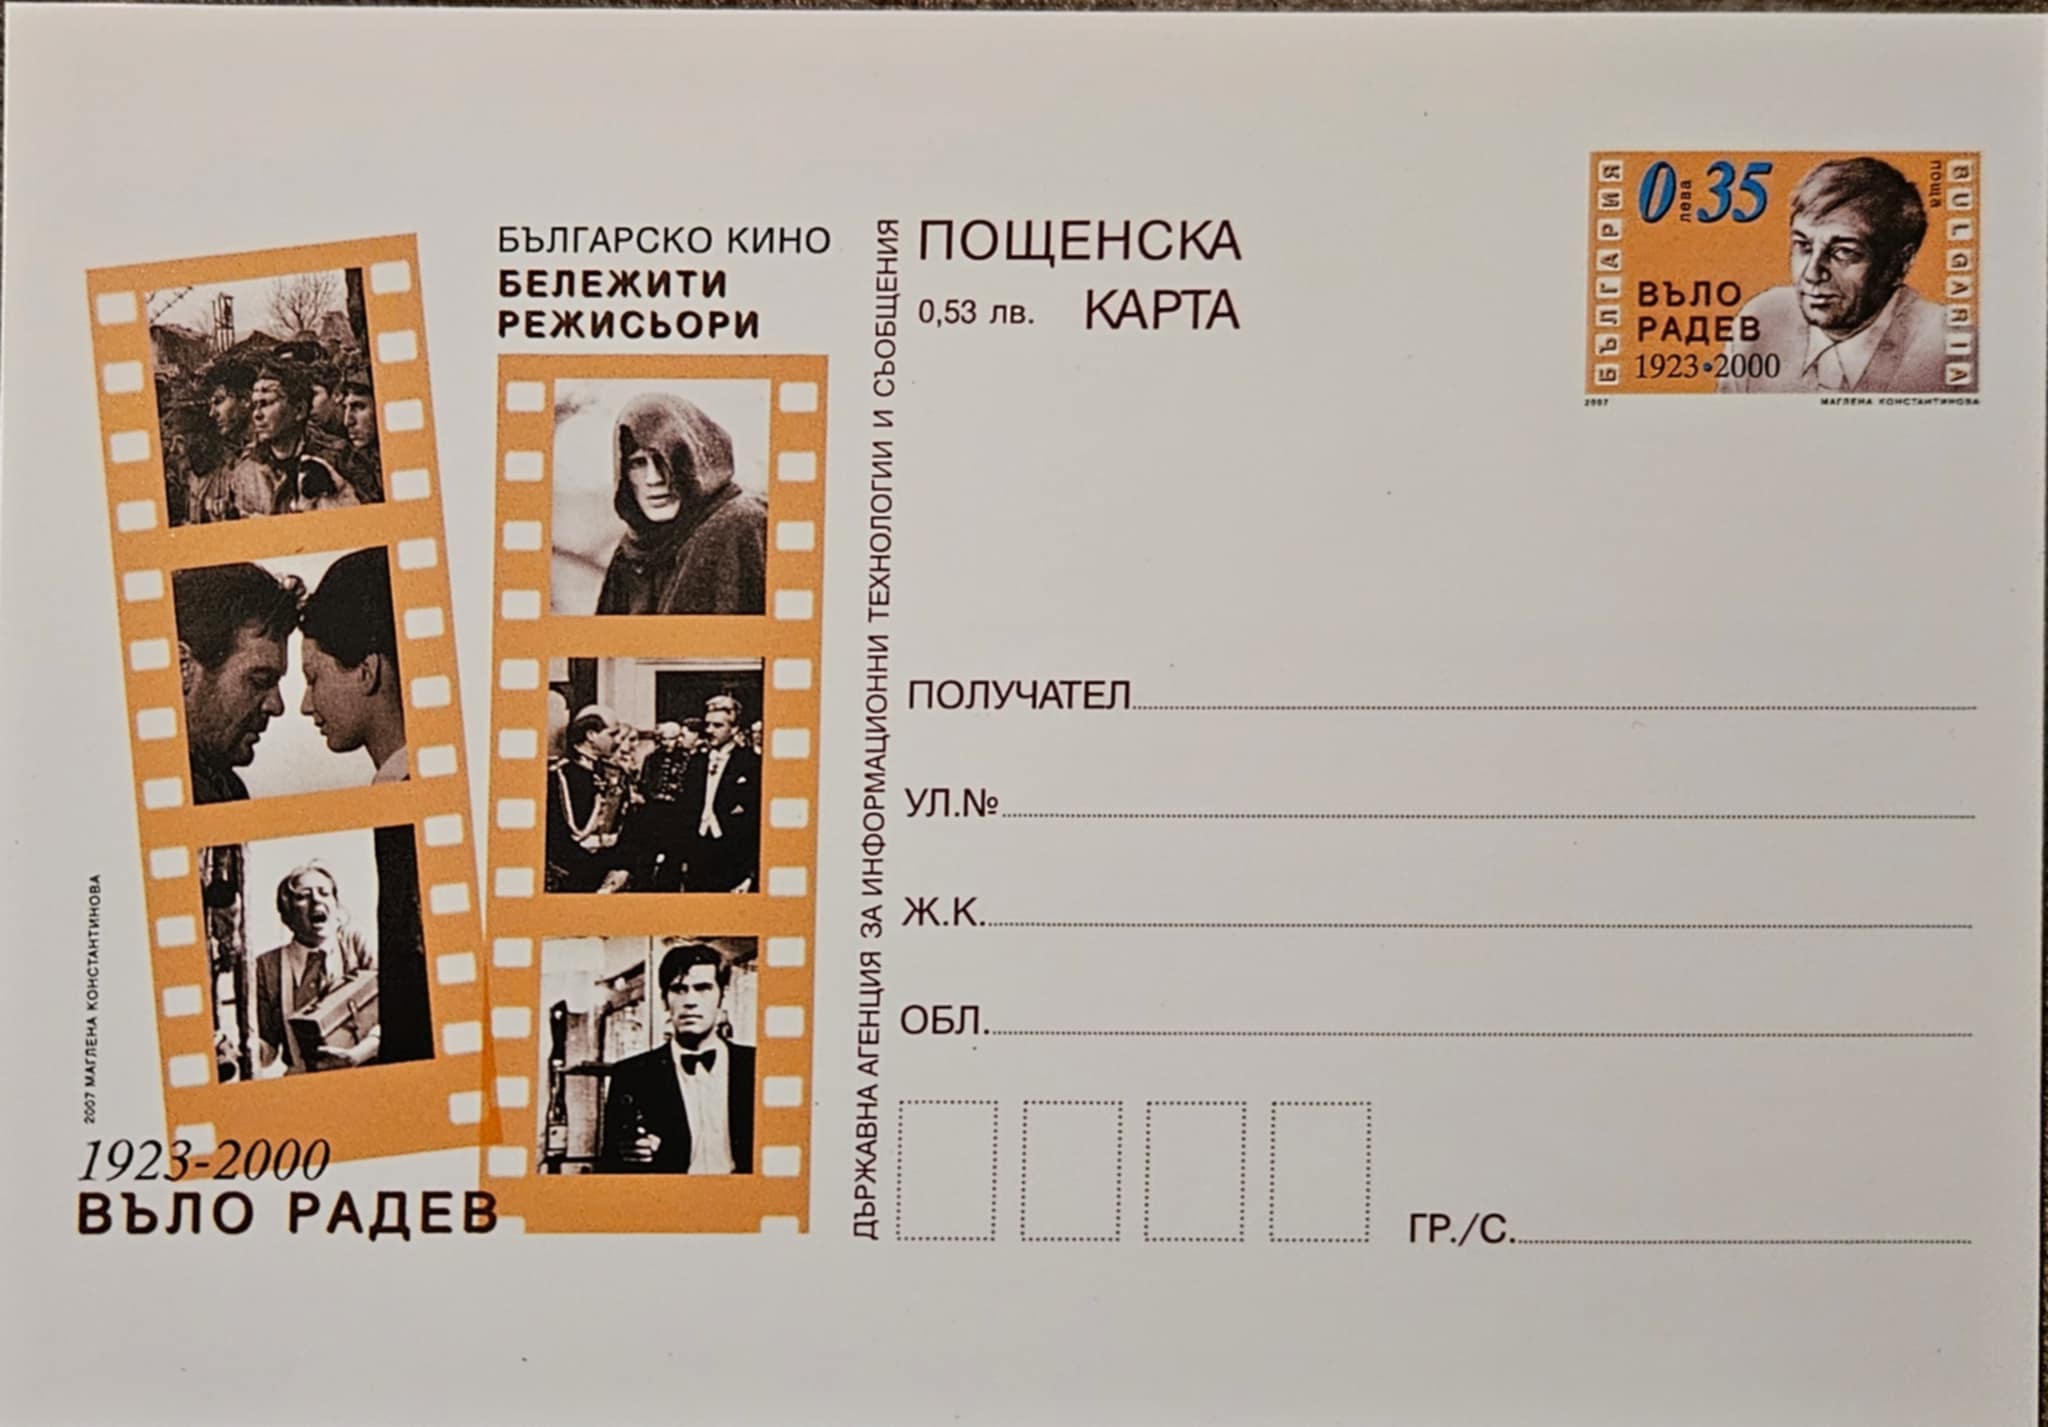 БЪЛГАРСКО КИНО
БЕЛЕЖИТИ
РЕЖИСЬОРИ
2007 МАГЛЕНА КОНСТАНТИНОВА
1923-2000
ВЪЛО РАДЕВ
ДЪРЖАВНА АГЕНЦИЯ ЗА ИНФОРМАЦИОННИ ТЕХНОЛОГИИ И СЪОБЩЕНИЯ
ПОЩЕНСКА
0,53 лв. КАРТА
БЪЛГАРИЯ
0 лева 35
поща
BULGARIA
ВЪЛО
РАДЕВ
1923•2000
2007 МАГЛЕНА КОНСТАНТИНОВА
ПОЛУЧАТЕЛ
УЛ.№
Ж.К.
ОБЛ.
ГР./С.